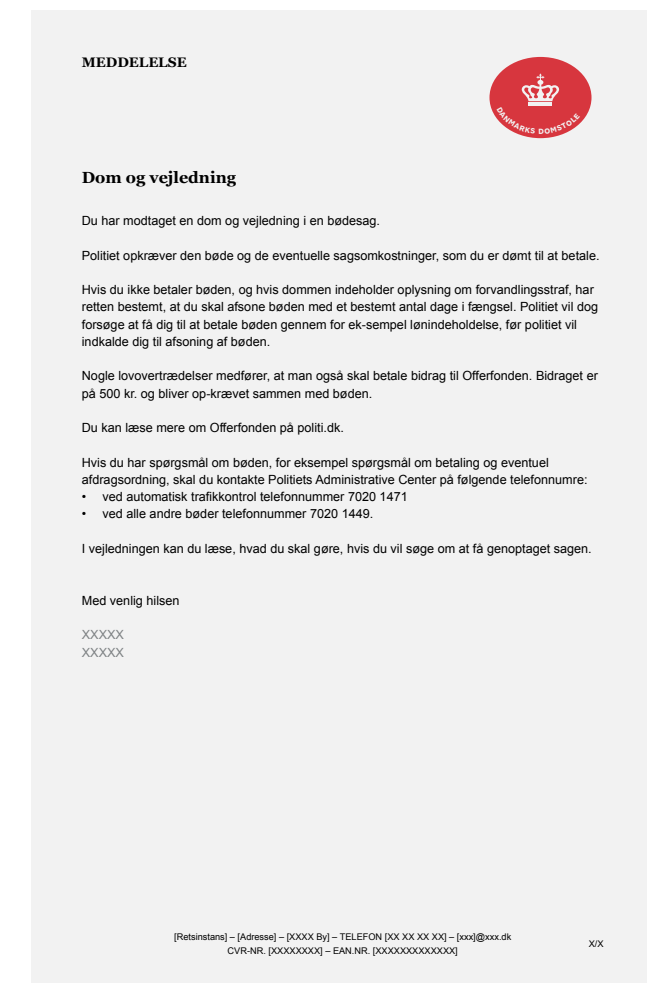 MEDDELELSE
DANMARKS DOMSTOLE
Dom og vejledning
Du har modtaget en dom og vejledning i en bødesag.
Politiet opkræver den bøde og de eventuelle sagsomkostninger, som du er dømt til at betale.
Hvis du ikke betaler bøden, og hvis dommen indeholder oplysning om forvandlingsstraf, har
retten bestemt, at du skal afsone bøden med et bestemt antal dage i fængsel. Politiet vil dog
forsøge at få dig til at betale bøden gennem for ek-sempel lønindeholdelse, før politiet vil
indkalde dig til afsoning af bøden.
Nogle lovovertrædelser medfører, at man også skal betale bidrag til Offerfonden. Bidraget er
på 500 kr. og bliver op-krævet sammen med bøden.
Du kan læse mere om Offerfonden på politi.dk.
Hvis du har spørgsmål om bøden, for eksempel spørgsmål om betaling og eventuel
afdragsordning, skal du kontakte Politiets Administrative Center på følgende telefonnumre:
• ved automatisk trafikkontrol telefonnummer 7020 1471
• ved alle andre bøder telefonnummer 7020 1449.
I vejledningen kan du læse, hvad du skal gøre, hvis du vil søge om at få genoptaget sagen.
Med venlig hilsen
XXXXX
XXXXX
[Retsinstans] – [Adresse] – [XXXX By] – TELEFON [XX XX XX XX] – [xxx]@xxx.dk
CVR-NR. [XXXXXXXX] – EAN.NR. [XXXXXXXXXXXXX]
X/X